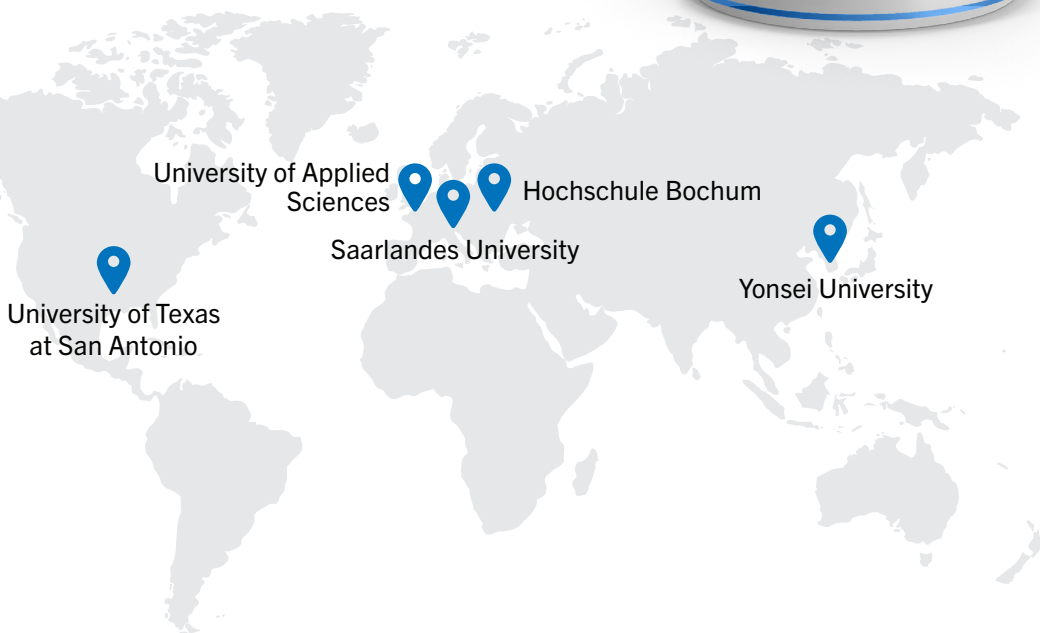 University of Applied
Sciences
Hochschule Bochum
Saarlandes University
Yonsei University
University of Texas
at San Antonio